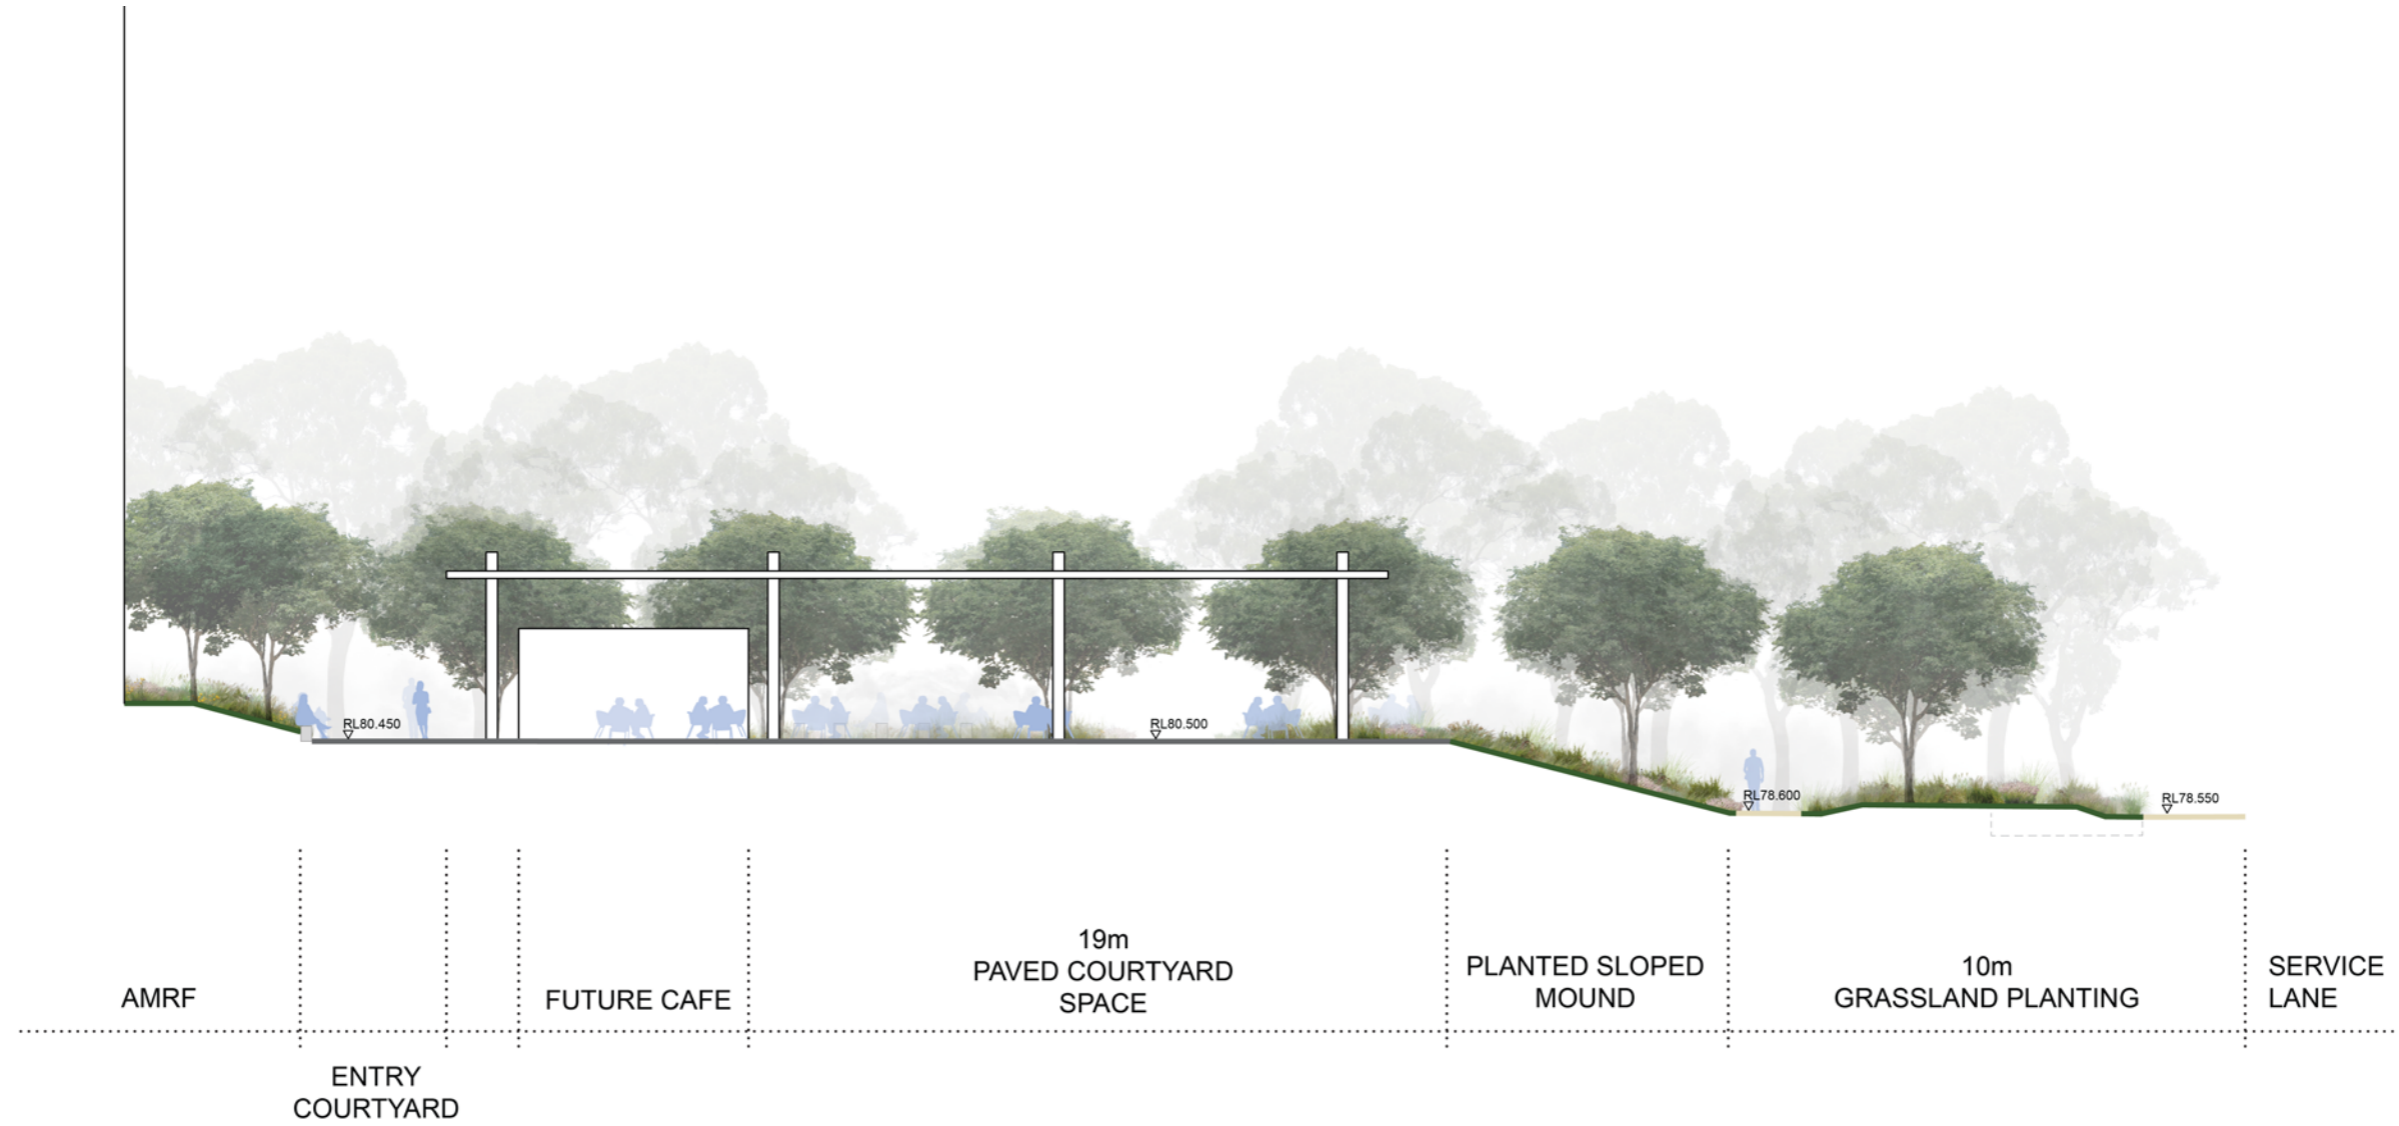 RL80.450
RL80.500
RL78.600
RL78.550
AMRF
ENTRY
COURTYARD
FUTURE CAFE
19m
PAVED COURTYARD
SPACE
PLANTED SLOPED
MOUND
10m
GRASSLAND PLANTING
SERVICE
LANE